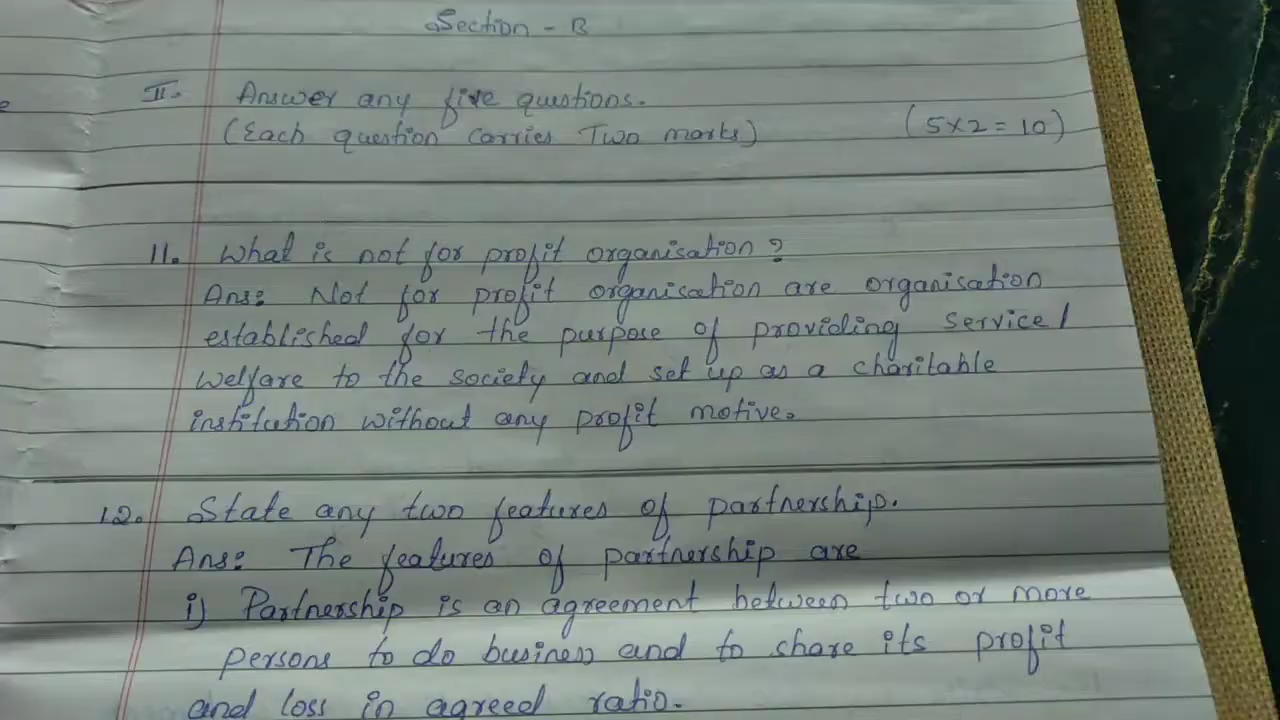 Section - B
II. Answer any five questions.
(Each question carries Two marks) (5x2=10)
11. What is not for profit organisation?
Ans: Not for profit organisation are organisation
established for the purpose of providing service/
welfare to the society and set up as a charitable
institution without any profit motive.
12. State any two features of partnership.
Ans: The features of partnership are
i) Partnership is an agreement between two or more
persons to do business and to share its profit
and loss in agreed ratio.